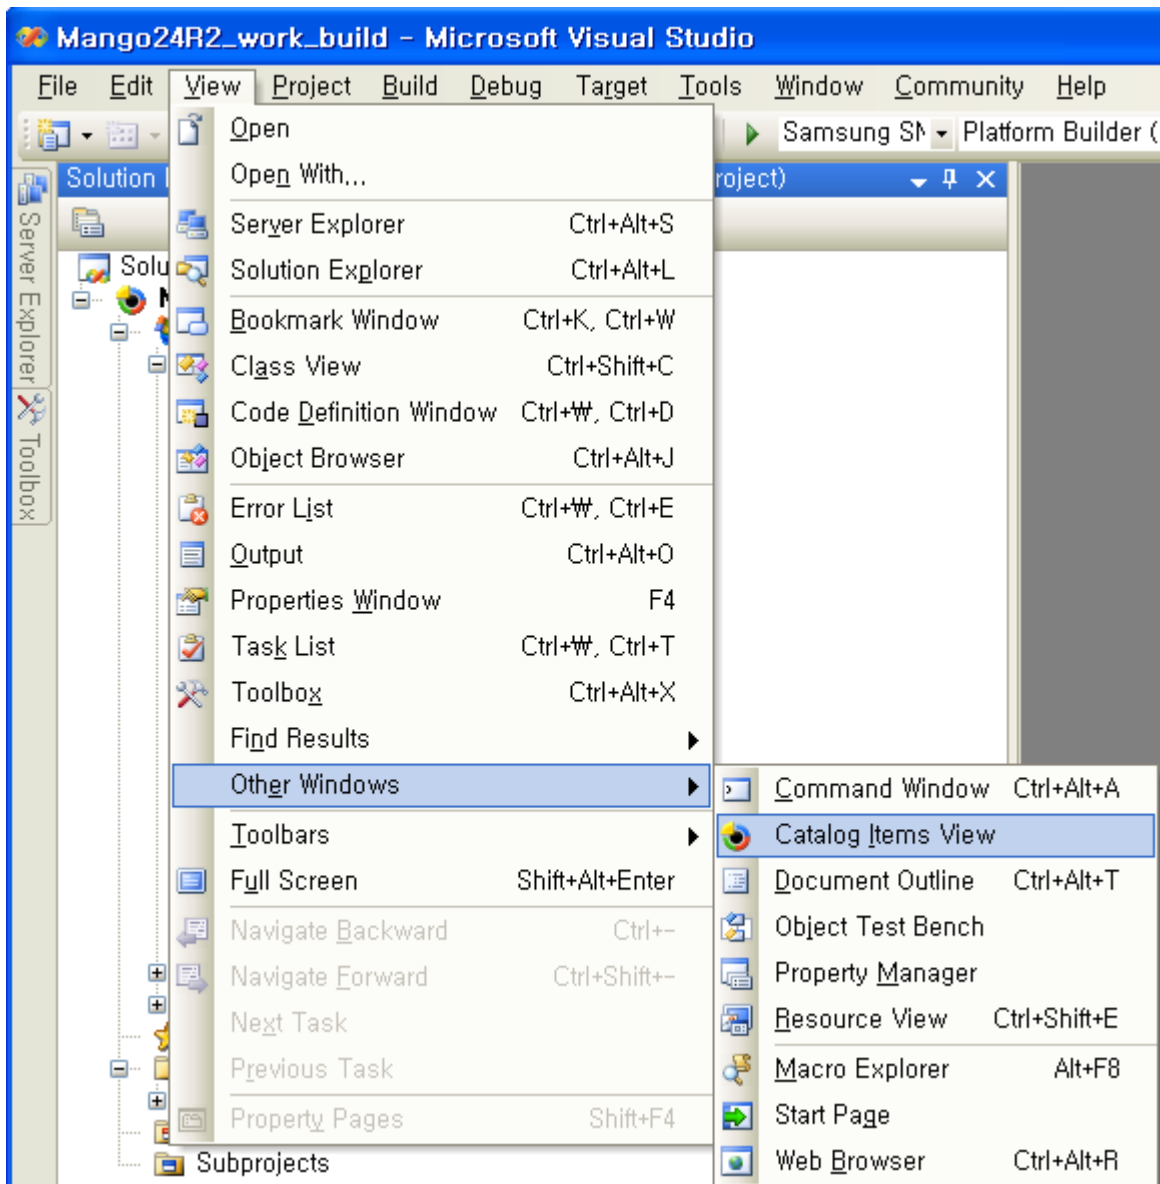 Mango24R2_work_build - Microsoft Visual Studio
File Edit View Project Build Debug Target Tools Window Community Help
Samsung Platform Builder (
Solution roject)
Server Explorer
Toolbox
Solu
Open
Open With...
Server Explorer Ctrl+Alt+S
Solution Explorer Ctrl+Alt+L
Bookmark Window Ctrl+K, Ctrl+W
Class View Ctrl+Shift+C
Code Definition Window Ctrl+₩, Ctrl+D
Object Browser Ctrl+Alt+J
Error List Ctrl+₩, Ctrl+E
Output Ctrl+Alt+O
Properties Window F4
Task List Ctrl+₩, Ctrl+T
Toolbox Ctrl+Alt+X
Find Results
Other Windows
Toolbars
Full Screen Shift+Alt+Enter
Navigate Backward Ctrl+-
Navigate Forward Ctrl+Shift+-
Next Task
Previous Task
Property Pages Shift+F4
Command Window Ctrl+Alt+A
Catalog Items View
Document Outline Ctrl+Alt+T
Object Test Bench
Property Manager
Resource View Ctrl+Shift+E
Macro Explorer Alt+F8
Start Page
Web Browser Ctrl+Alt+R
Subprojects